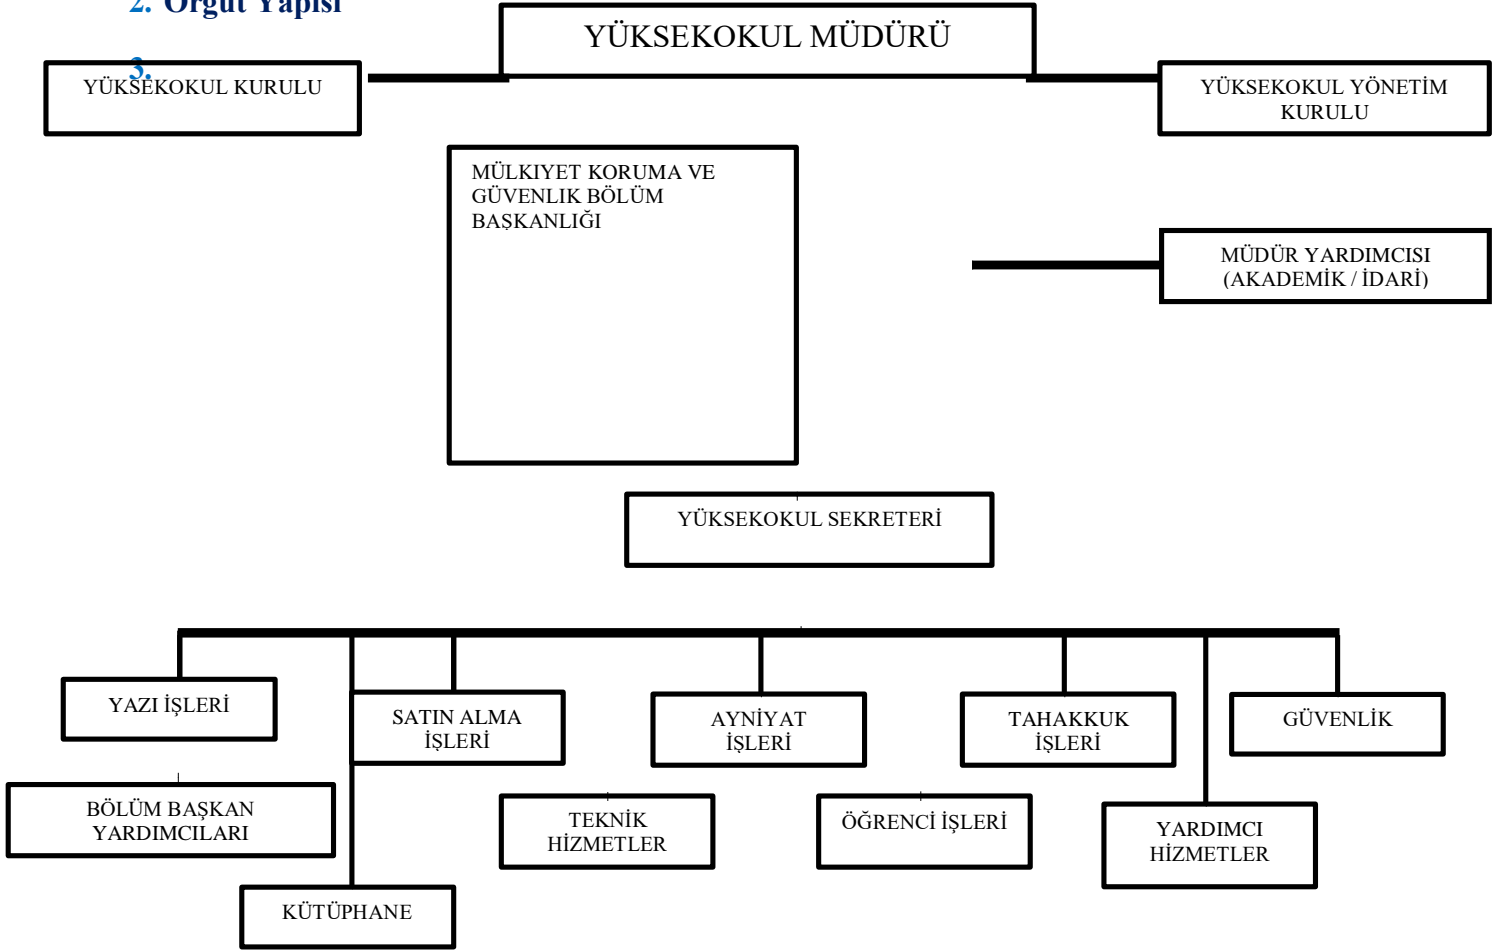 2. Örgüt Yapısı
YÜKSEKOKUL MÜDÜRÜ
3.
YÜKSEKOKUL KURULU
YÜKSEKOKUL YÖNETİM
KURULU
MÜLKIYET KORUMA VE
GÜVENLIK BÖLÜM
BAŞKANLIĞI
MÜDÜR YARDIMCISI
(AKADEMİK / İDARİ)
YÜKSEKOKUL SEKRETERİ
YAZI İŞLERİ
SATIN ALMA
İŞLERİ
AYNİYAT
İŞLERİ
TAHAKKUK
İŞLERİ
GÜVENLİK
BÖLÜM BAŞKAN
YARDIMCILARI
TEKNİK
HİZMETLER
ÖĞRENCİ İŞLERİ
YARDIMCI
HİZMETLER
KÜTÜPHANE